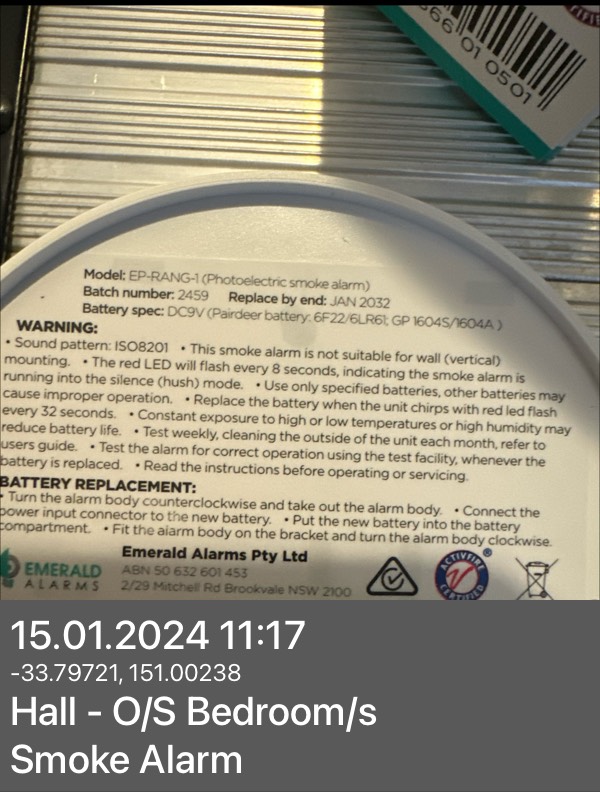 666 01 0501
Model: EP-RANG-1 (Photoelectric smoke alarm)
Batch number: 2459 Replace by end: JAN 2032
Battery spec: DC9V (Pairdeer battery: 6F22/6LR61; GP 1604S/1604A )
WARNING:
• Sound pattern: ISO8201 • This smoke alarm is not suitable for wall (vertical)
mounting. • The red LED will flash every 8 seconds, indicating the smoke alarm is
running into the silence (hush) mode. • Use only specified batteries, other batteries may
cause improper operation. • Replace the battery when the unit chirps with red led flash
every 32 seconds. • Constant exposure to high or low temperatures or high humidity may
reduce battery life. • Test weekly, cleaning the outside of the unit each month, refer to
users guide. • Test the alarm for correct operation using the test facility, whenever the
battery is replaced. • Read the instructions before operating or servicing.
BATTERY REPLACEMENT:
• Turn the alarm body counterclockwise and take out the alarm body. • Connect the
power input connector to the new battery. • Put the new battery into the battery
compartment. • Fit the alarm body on the bracket and turn the alarm body clockwise.
EMERALD
ALARMS
Emerald Alarms Pty Ltd
ABN 50 632 601 453
2/29 Mitchell Rd Brookvale NSW 2100
ACTIVFIRE
CERTIFIED
®
15.01.2024 11:17
-33.79721, 151.00238
Hall - O/S Bedroom/s
Smoke Alarm